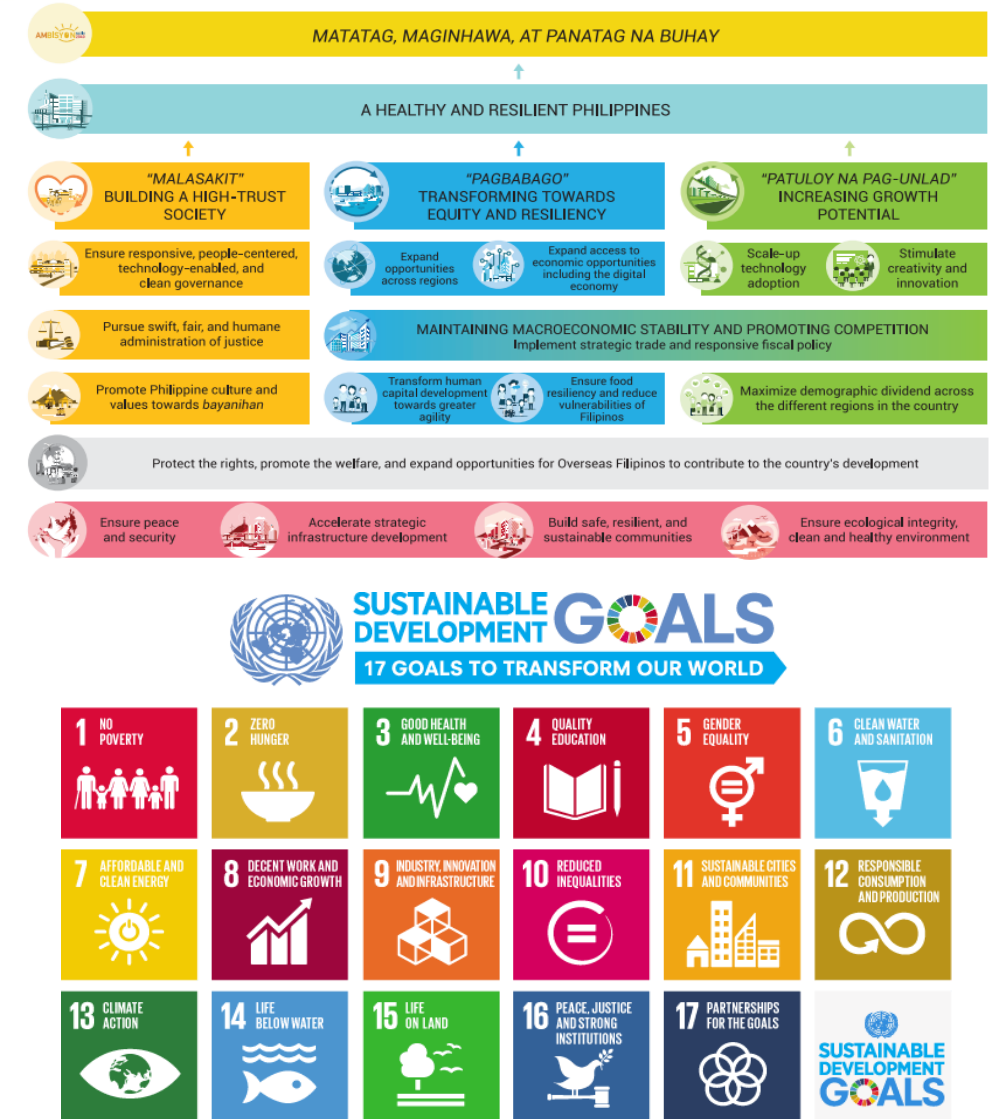 AMBISYON
MATATAG, MAGINHAWA, AT PANATAG NA BUHAY
A HEALTHY AND RESILIENT PHILIPPINES
“MALASAKIT”
BUILDING A HIGH-TRUST
SOCIETY
“PAGBABAGO”
TRANSFORMING TOWARDS
EQUITY AND RESILIENCY
“PATULOY NA PAG-UNLAD”
INCREASING GROWTH
POTENTIAL
Ensure responsive, people-centered,
technology-enabled, and
clean governance
Expand
opportunities
across regions
Expand access to
economic opportunities
including the digital
economy
Scale-up
technology
adoption
Stimulate
creativity and
innovation
Pursue swift, fair, and humane
administration of justice
MAINTAINING MACROECONOMIC STABILITY AND PROMOTING COMPETITION
Implement strategic trade and responsive fiscal policy
Promote Philippine culture and
values towards bayanihan
Transform human
capital development
towards greater
agility
Ensure food
resiliency and reduce
vulnerabilities of
Filipinos
Maximize demographic dividend across
the different regions in the country
Protect the rights, promote the welfare, and expand opportunities for Overseas Filipinos to contribute to the country's development
Ensure peace
and security
Accelerate strategic
infrastructure development
Build safe, resilient, and
sustainable communities
Ensure ecological integrity,
clean and healthy environment
SUSTAINABLE
DEVELOPMENT
GOALS
17 GOALS TO TRANSFORM OUR WORLD
1 NO
POVERTY
2 ZERO
HUNGER
3 GOOD HEALTH
AND WELL-BEING
4 QUALITY
EDUCATION
5 GENDER
EQUALITY
6 CLEAN WATER
AND SANITATION
7 AFFORDABLE AND
CLEAN ENERGY
8 DECENT WORK AND
ECONOMIC GROWTH
9 INDUSTRY, INNOVATION
AND INFRASTRUCTURE
10 REDUCED
INEQUALITIES
11 SUSTAINABLE CITIES
AND COMMUNITIES
12 RESPONSIBLE
CONSUMPTION
AND PRODUCTION
13 CLIMATE
ACTION
14 LIFE
BELOW WATER
15 LIFE
ON LAND
16 PEACE, JUSTICE
AND STRONG
INSTITUTIONS
17 PARTNERSHIPS
FOR THE GOALS
SUSTAINABLE
DEVELOPMENT
GOALS